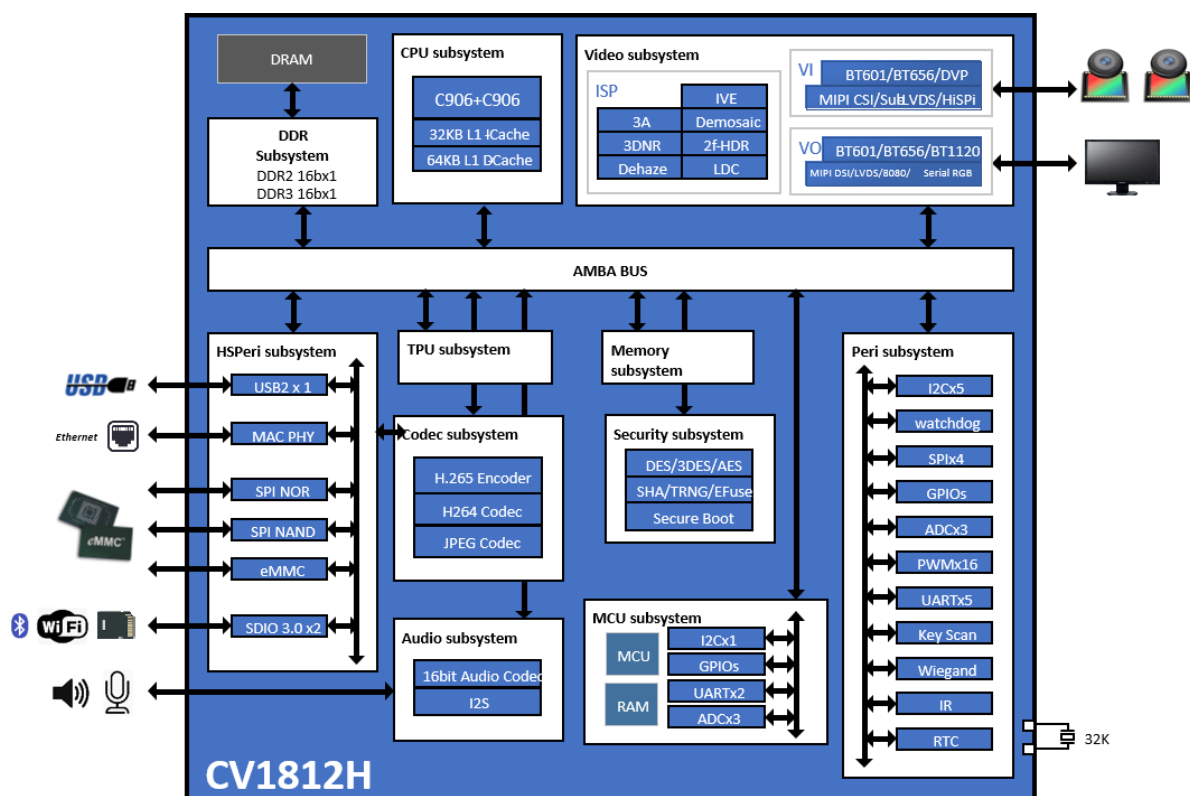 DRAM
DDR
Subsystem
DDR2 16bx1
DDR3 16bx1
CPU subsystem
C906+C906
32KB L1 I-Cache
64KB L1 DCache
Video subsystem
ISP
IVE
3A
Demosaic
3DNR
2f-HDR
Dehaze
LDC
VI
BT601/BT656/DVP
MIPI CSI/Sub LVDS/HiSPi
VO
BT601/BT656/BT1120
MIPI DSI/LVDS/8080/ Serial RGB
AMBA BUS
HSPeri subsystem
USB2 x 1
MAC PHY
SPI NOR
SPI NAND
eMMC
SDIO 3.0 x2
USB
Ethernet
eMMC
WiFi
TPU subsystem
Codec subsystem
H.265 Encoder
H264 Codec
JPEG Codec
Audio subsystem
16bit Audio Codec
I2S
Memory
subsystem
Security subsystem
DES/3DES/AES
SHA/TRNG/EFuse
Secure Boot
MCU subsystem
MCU
RAM
I2Cx1
GPIOs
UARTx2
ADCx3
Peri subsystem
I2Cx5
watchdog
SPIx4
GPIOs
ADCx3
PWMx16
UARTx5
Key Scan
Wiegand
IR
RTC
32K
CV1812H